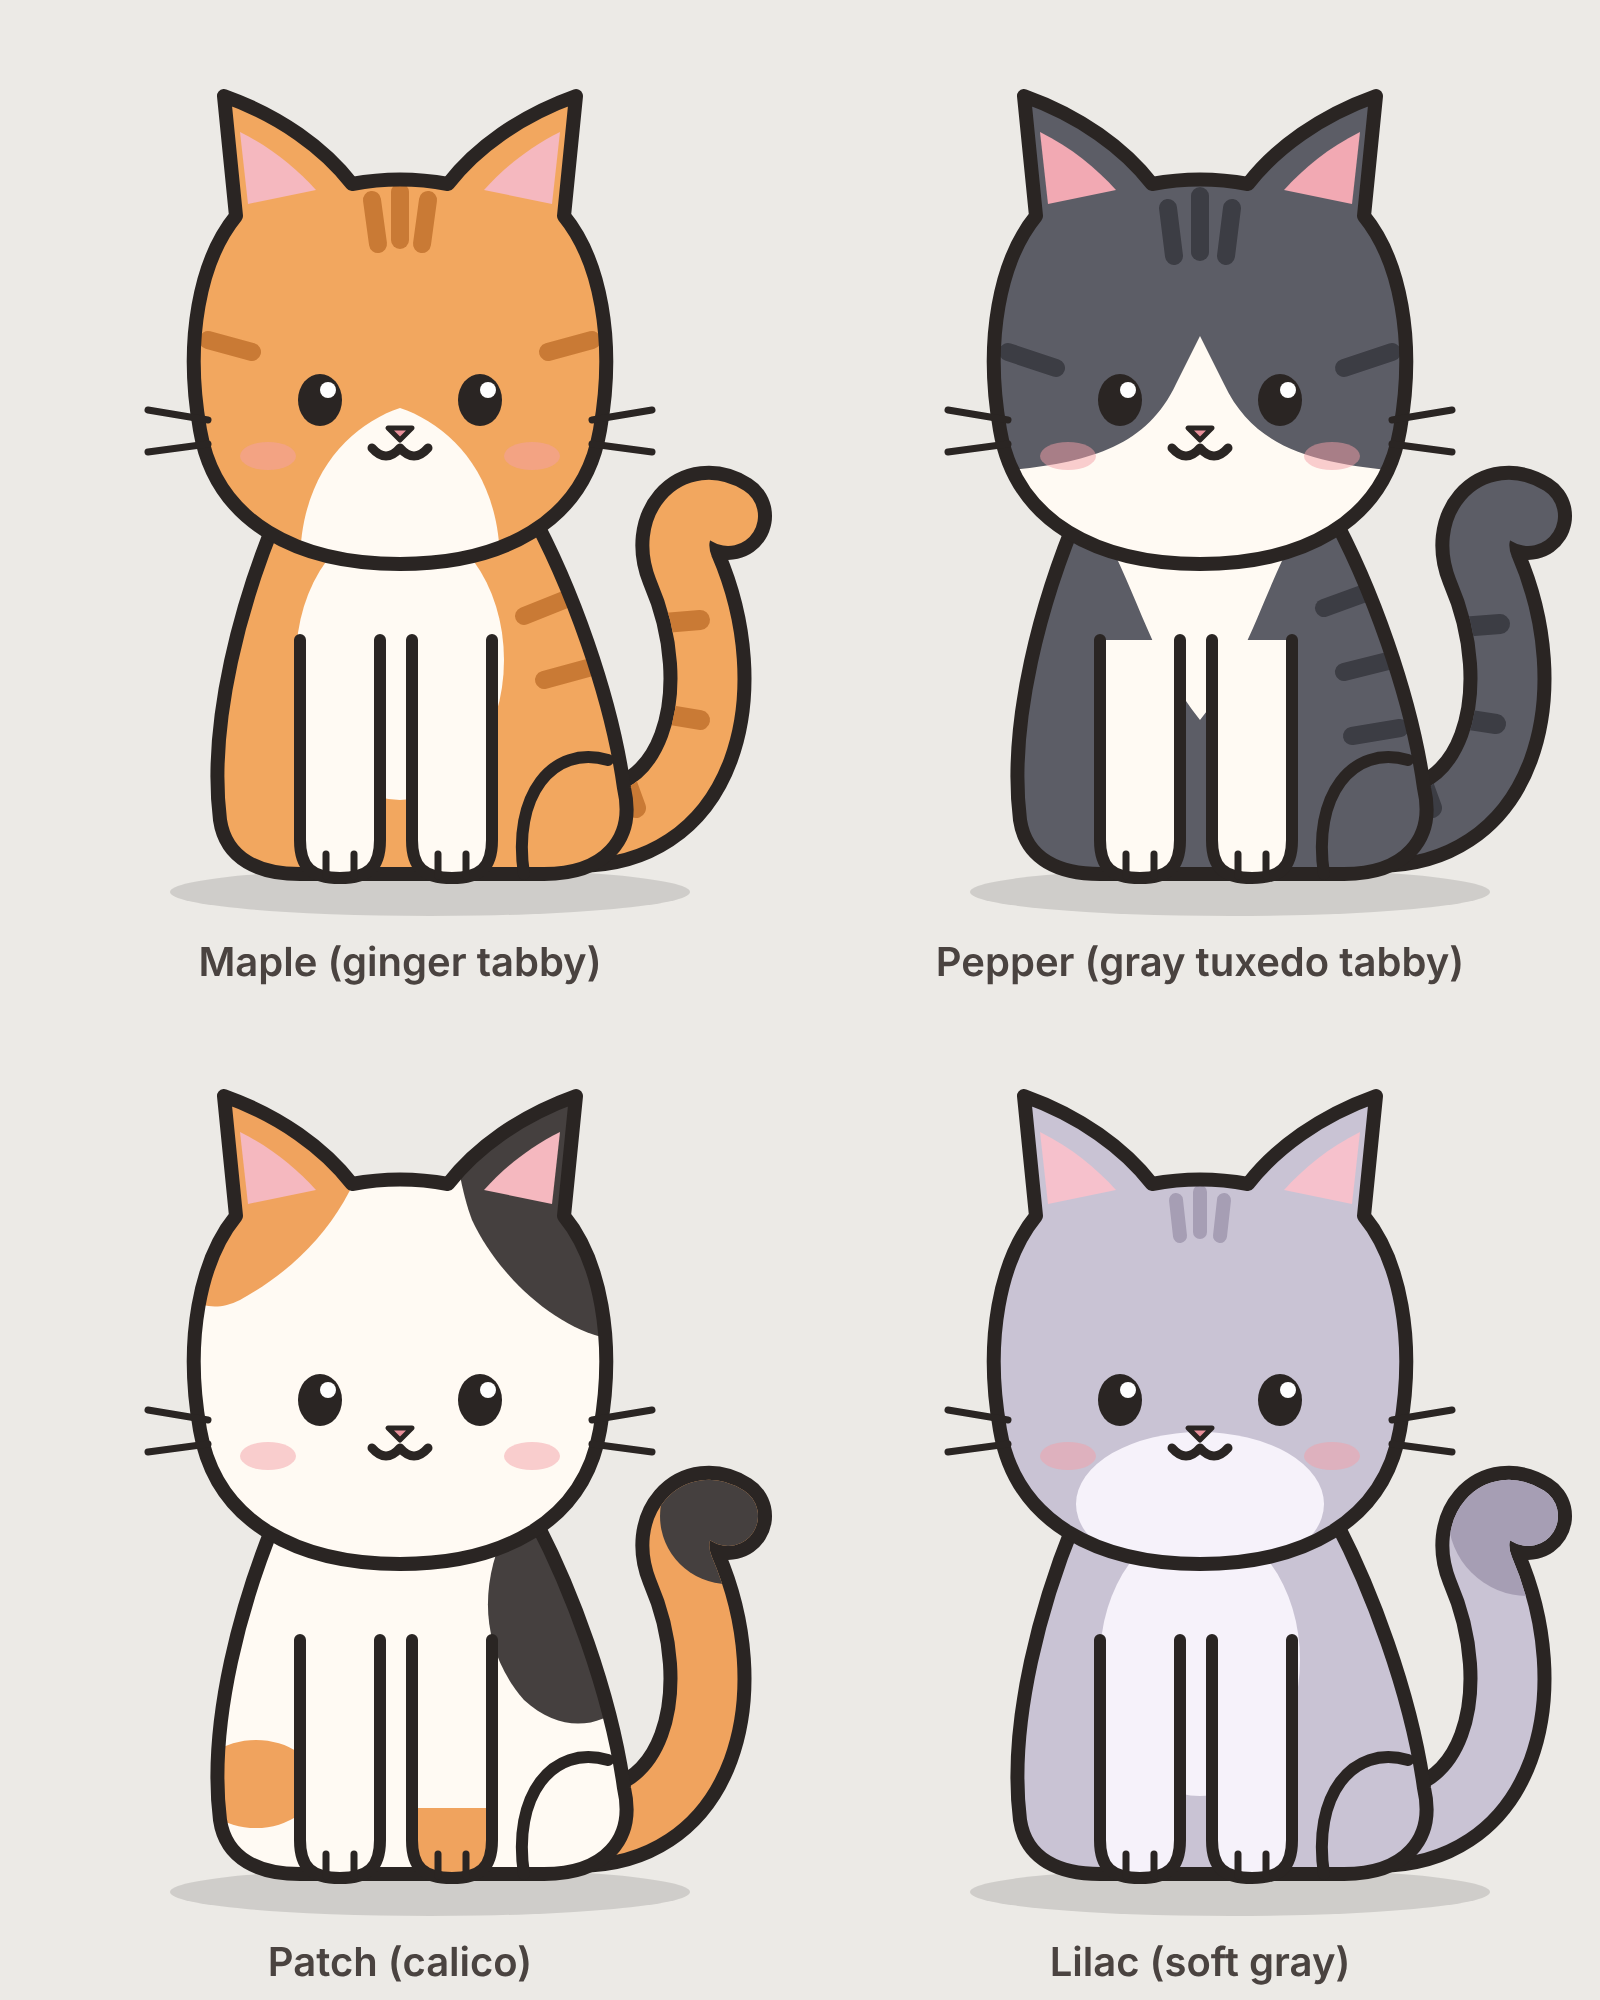 Maple (ginger tabby)
Pepper (gray tuxedo tabby)
Patch (calico)
Lilac (soft gray)